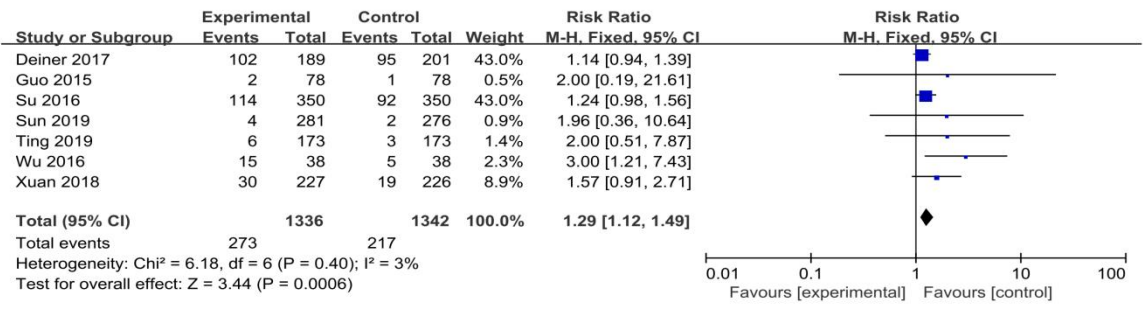 Experimental Control Risk Ratio Risk Ratio
Study or Subgroup Events Total Events Total Weight M-H, Fixed, 95% CI M-H, Fixed, 95% CI
Deiner 2017 102 189 95 201 43.0% 1.14 [0.94, 1.39]
Guo 2015 2 78 1 78 0.5% 2.00 [0.19, 21.61]
Su 2016 114 350 92 350 43.0% 1.24 [0.98, 1.56]
Sun 2019 4 281 2 276 0.9% 1.96 [0.36, 10.64]
Ting 2019 6 173 3 173 1.4% 2.00 [0.51, 7.87]
Wu 2016 15 38 5 38 2.3% 3.00 [1.21, 7.43]
Xuan 2018 30 227 19 226 8.9% 1.57 [0.91, 2.71]
Total (95% CI) 1336 1342 100.0% 1.29 [1.12, 1.49]
Total events 273 217
Heterogeneity: Chi² = 6.18, df = 6 (P = 0.40); I² = 3%
Test for overall effect: Z = 3.44 (P = 0.0006)
0.01 0.1 1 10 100
Favours [experimental] Favours [control]